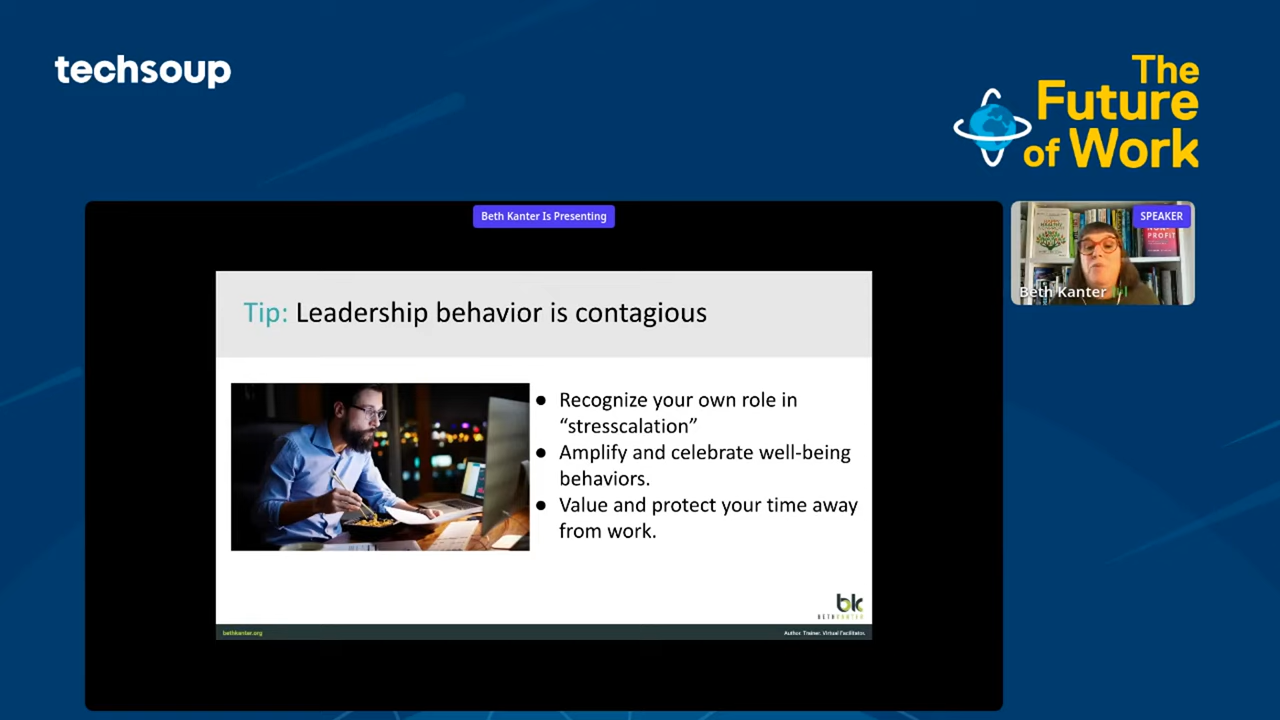 techsoup
The
Future
of Work
Beth Kanter Is Presenting
SPEAKER
PROFIT
Beth Kanter
Tip: Leadership behavior is contagious
● Recognize your own role in
“stresscalation”
● Amplify and celebrate well-being
behaviors.
● Value and protect your time away
from work.
bk
BETHKANTER
bethkanter.org
Author. Trainer. Virtual Facilitator.